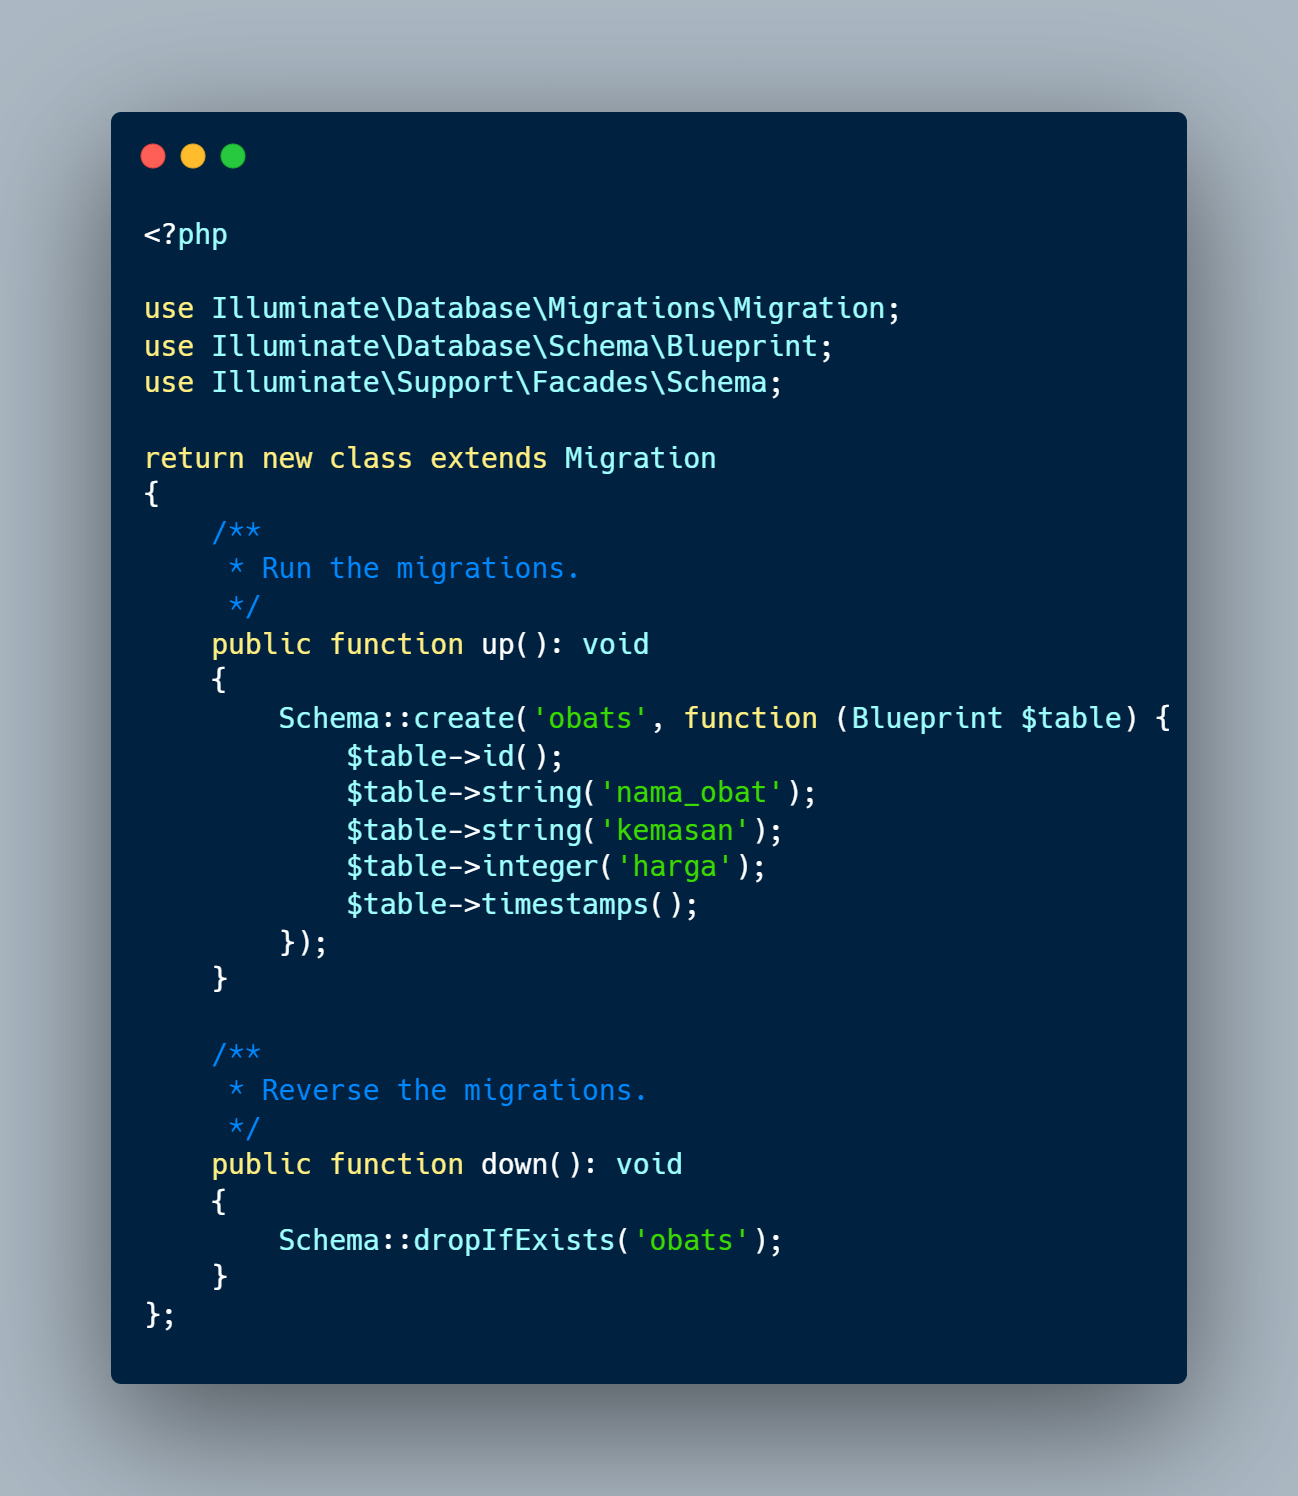 <?php

use Illuminate\Database\Migrations\Migration;
use Illuminate\Database\Schema\Blueprint;
use Illuminate\Support\Facades\Schema;

return new class extends Migration
{
    /**
     * Run the migrations.
     */
    public function up(): void
    {
        Schema::create('obats', function (Blueprint $table) {
            $table->id();
            $table->string('nama_obat');
            $table->string('kemasan');
            $table->integer('harga');
            $table->timestamps();
        });
    }

    /**
     * Reverse the migrations.
     */
    public function down(): void
    {
        Schema::dropIfExists('obats');
    }
};